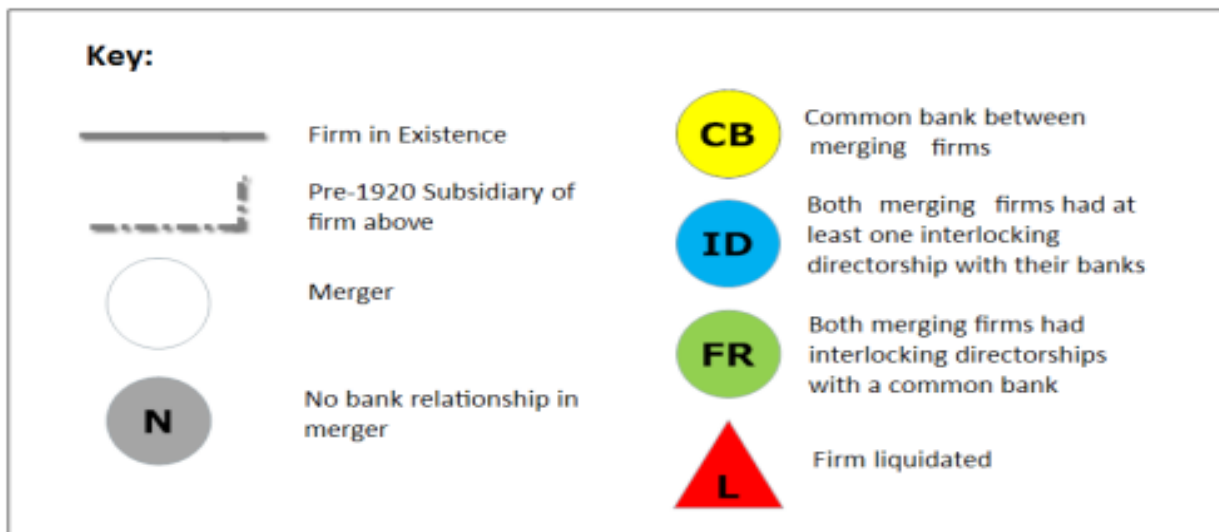 Key:
Firm in Existence
Pre-1920 Subsidiary of
firm above
Merger
N
No bank relationship in
merger
CB
Common bank between
merging firms
ID
Both merging firms had at
least one interlocking
directorship with their banks
FR
Both merging firms had
interlocking directorships
with a common bank
L
Firm liquidated